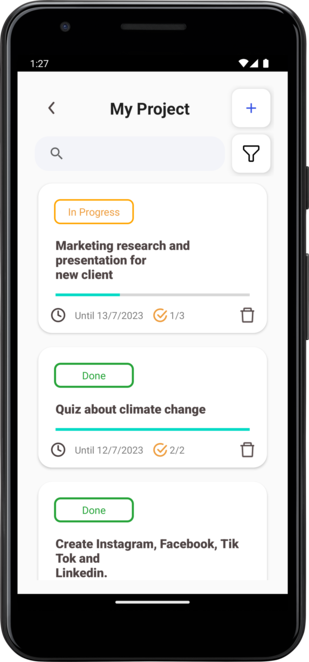 1:27
My Project
+
In Progress
Marketing research and
presentation for
new client
Until 13/7/2023 1/3
Done
Quiz about climate change
Until 12/7/2023 2/2
Done
Create Instagram, Facebook, Tik
Tok and
Linkedin.